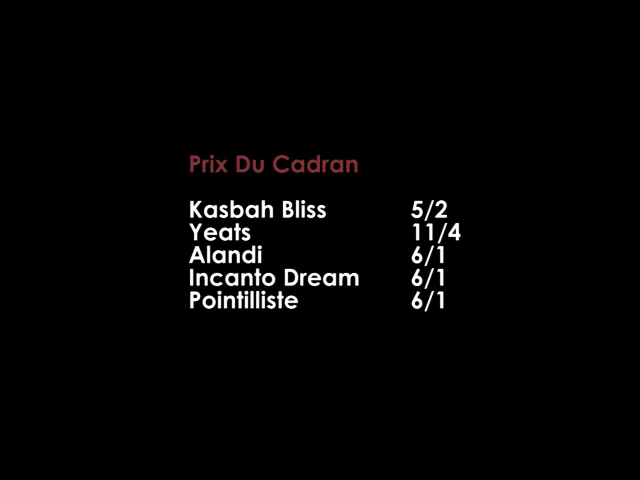 Prix Du Cadran
Kasbah Bliss 5/2
Yeats 11/4
Alandi 6/1
Incanto Dream 6/1
Pointilliste 6/1